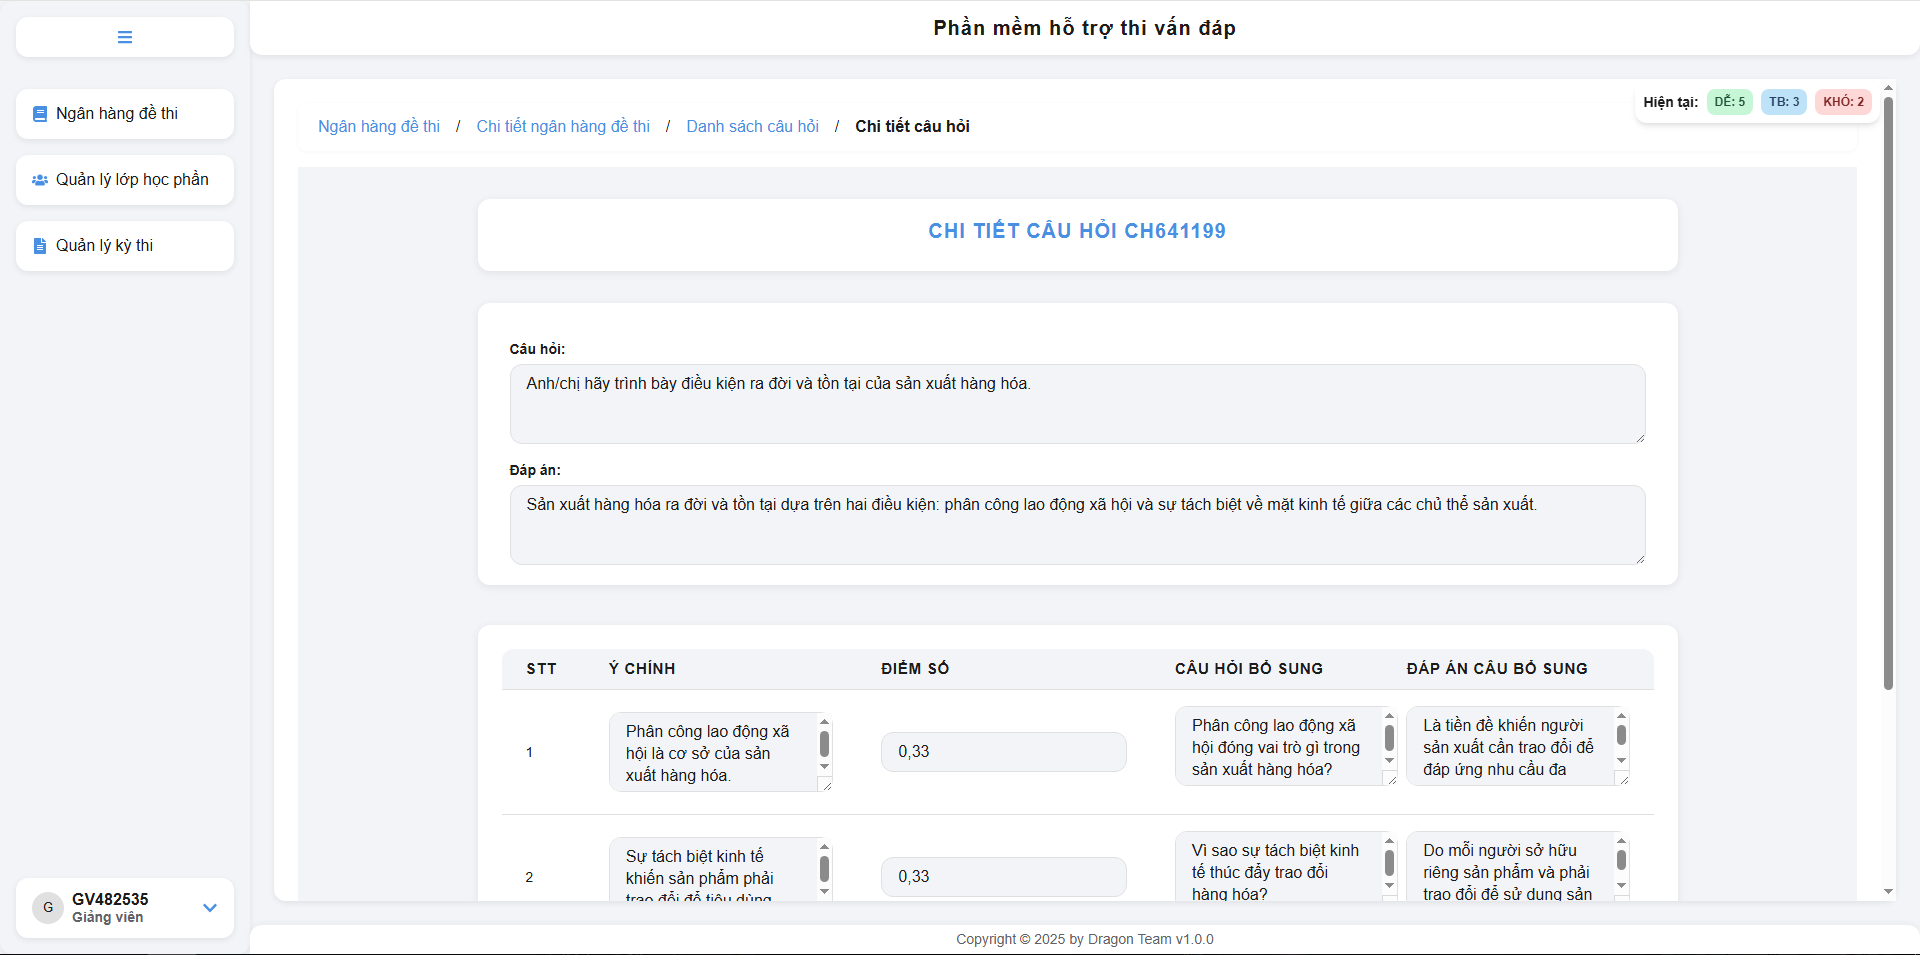 Phần mềm hỗ trợ thi vấn đáp
Ngân hàng đề thi
Quản lý lớp học phần
Quản lý kỳ thi
Hiện tại: DỄ: 5 TB: 3 KHÓ: 2
Ngân hàng đề thi / Chi tiết ngân hàng đề thi / Danh sách câu hỏi / Chi tiết câu hỏi
CHI TIẾT CÂU HỎI CH641199
Câu hỏi:
Anh/chị hãy trình bày điều kiện ra đời và tồn tại của sản xuất hàng hóa.
Đáp án:
Sản xuất hàng hóa ra đời và tồn tại dựa trên hai điều kiện: phân công lao động xã hội và sự tách biệt về mặt kinh tế giữa các chủ thể sản xuất.
STT Ý CHÍNH ĐIỂM SỐ CÂU HỎI BỔ SUNG ĐÁP ÁN CÂU BỔ SUNG
1
Phân công lao động xã
hội là cơ sở của sản
xuất hàng hóa.
0,33
Phân công lao động xã
hội đóng vai trò gì trong
sản xuất hàng hóa?
Là tiền đề khiến người
sản xuất cần trao đổi để
đáp ứng nhu cầu đa
2
Sự tách biệt kinh tế
khiến sản phẩm phải
trao đổi để tiêu dùng
0,33
Vì sao sự tách biệt kinh
tế thúc đẩy trao đổi
hàng hóa?
Do mỗi người sở hữu
riêng sản phẩm và phải
trao đổi để sử dụng sản
G
GV482535
Giảng viên
Copyright © 2025 by Dragon Team v1.0.0